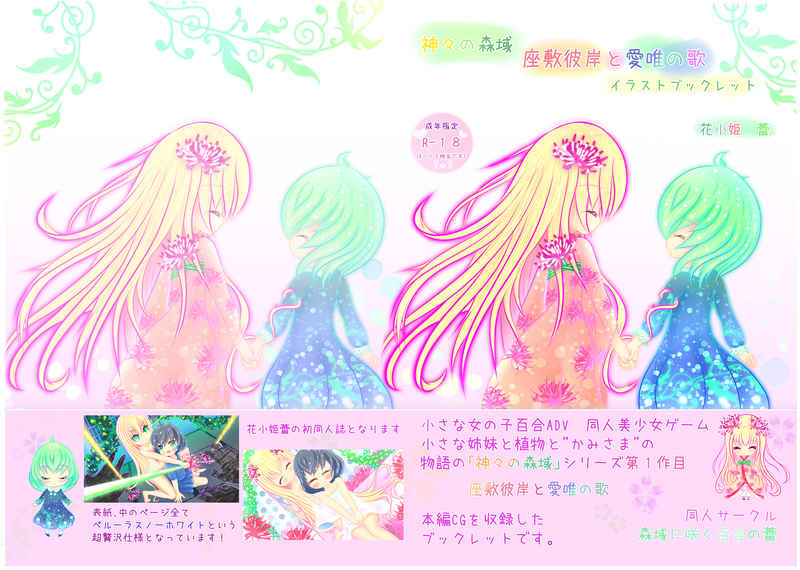 神々の森域
座敷彼岸と愛唯の歌
イラストブックレット
花小姫 蕾
成年指定
R-18
花小姫蕾の初同人誌となります
表紙、中のページ全て
ペルーラスノーホワイトという
超贅沢仕様となっています!
小さな女の子百合ADV 同人美少女ゲーム
小さな姉妹と植物と"かみさま"の
物語の「神々の森域」シリーズ第1作目
座敷彼岸と愛唯の歌
本編CGを収録した
ブックレットです。
同人サークル
森域に咲く百合の蕾